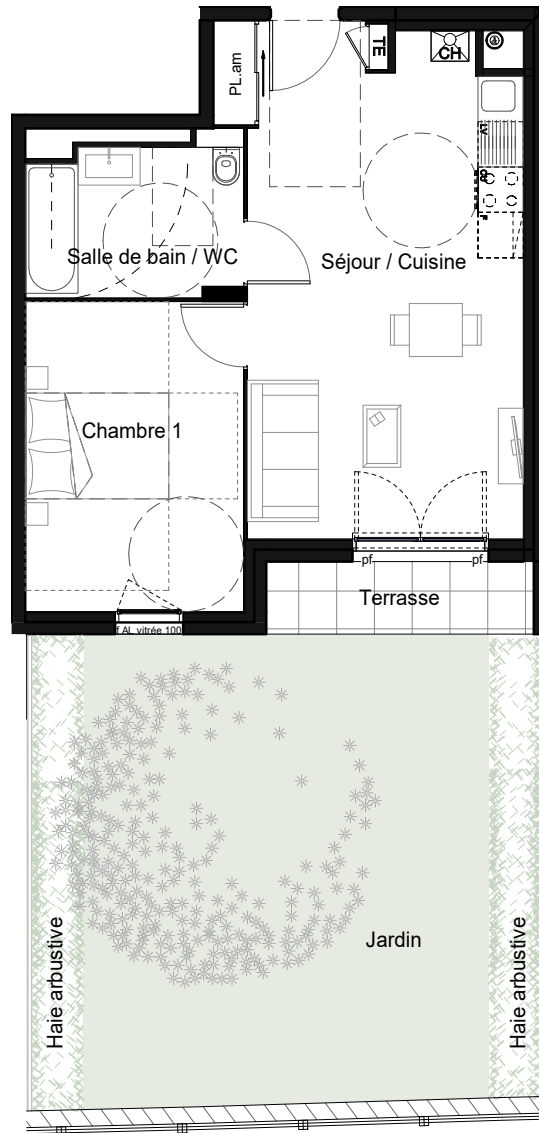 PL.am
TE
CH
LV
Salle de bain / WC
Séjour / Cuisine
Chambre 1
pf
pf
Terrasse
f AL vitrée 100
Jardin
Haie arbustive
Haie arbustive